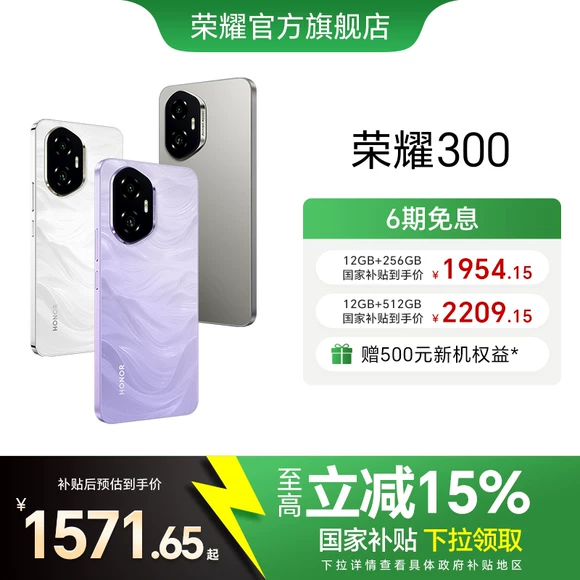 荣耀官方旗舰店
荣耀300
6期免息
12GB+256GB
国家补贴到手价 ¥1954.15
12GB+512GB
国家补贴到手价 ¥2209.15
赠500元新机权益*
HONOR
HONOR
补贴后预估到手价
¥1571.65起
至高
立减15%
国家补贴 下拉领取
下拉详情查看具体政府补贴地区